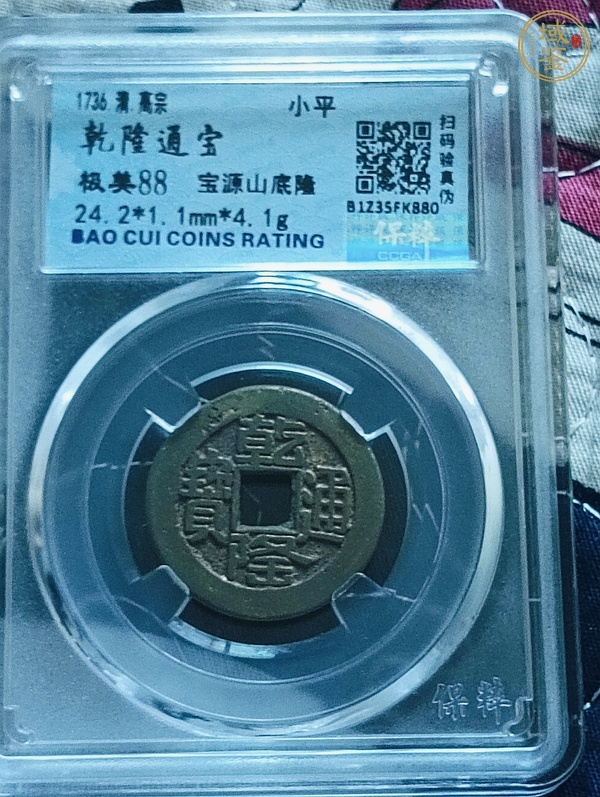 域鉴
1736 清.高宗
小平
乾隆通宝
极美88 宝源山底隆
24.2*1.1mm*4.1g
BAO CUI COINS RATING
扫码验真伪
B1Z35FK880
保粹
CCGA
乾隆通寶
保粹